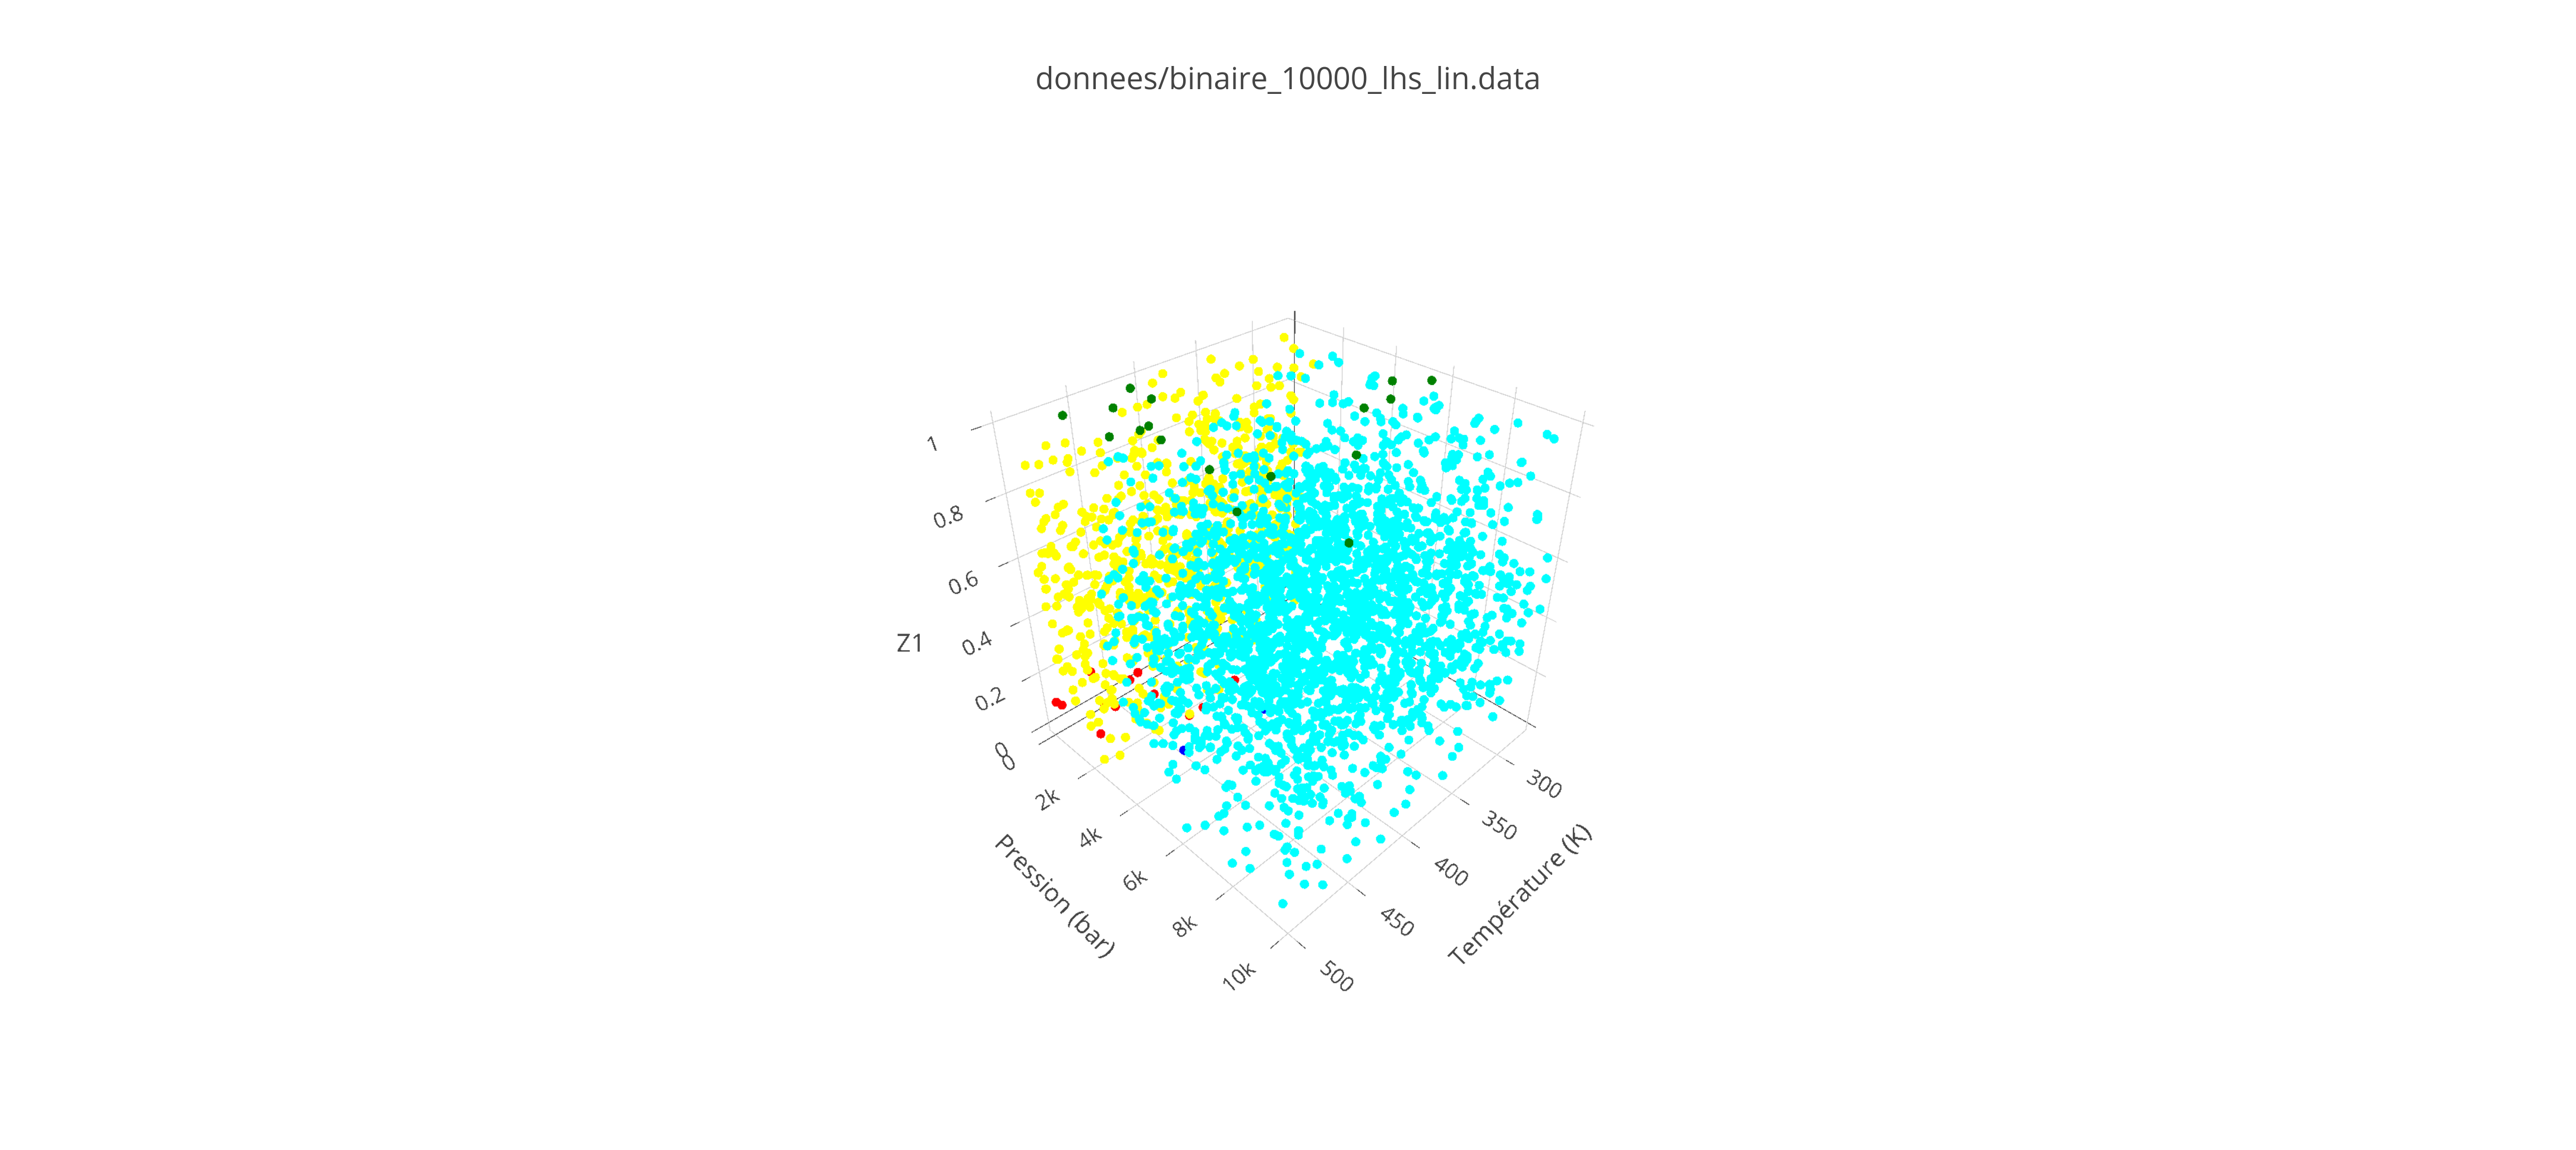 donnees/binaire_10000_lhs_lin.data
1
0.8
0.6
0.4
0.2
0
Z1
0
2k
4k
6k
8k
10k
Pression (bar)
300
350
400
450
500
Température (K)